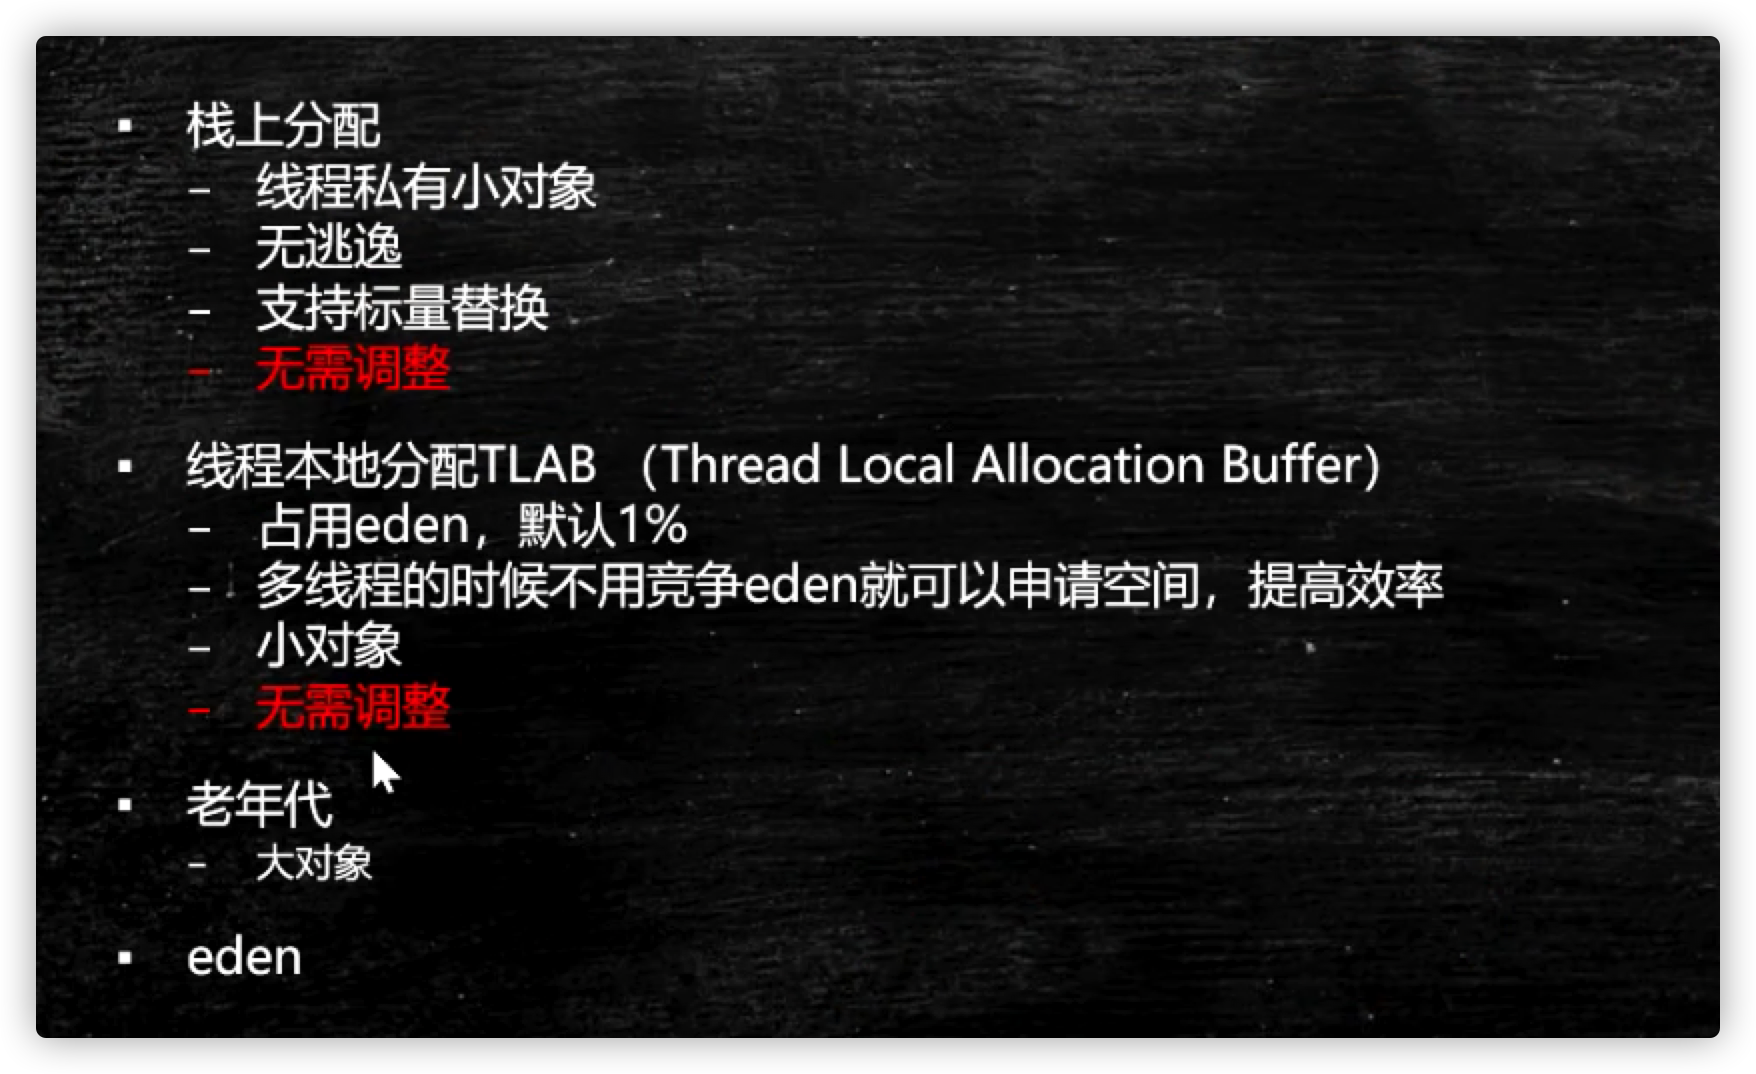 ▪ 栈上分配
– 线程私有小对象
– 无逃逸
– 支持标量替换
– 无需调整
▪ 线程本地分配TLAB （Thread Local Allocation Buffer）
– 占用eden，默认1%
– 多线程的时候不用竞争eden就可以申请空间，提高效率
– 小对象
– 无需调整
▪ 老年代
– 大对象
▪ eden